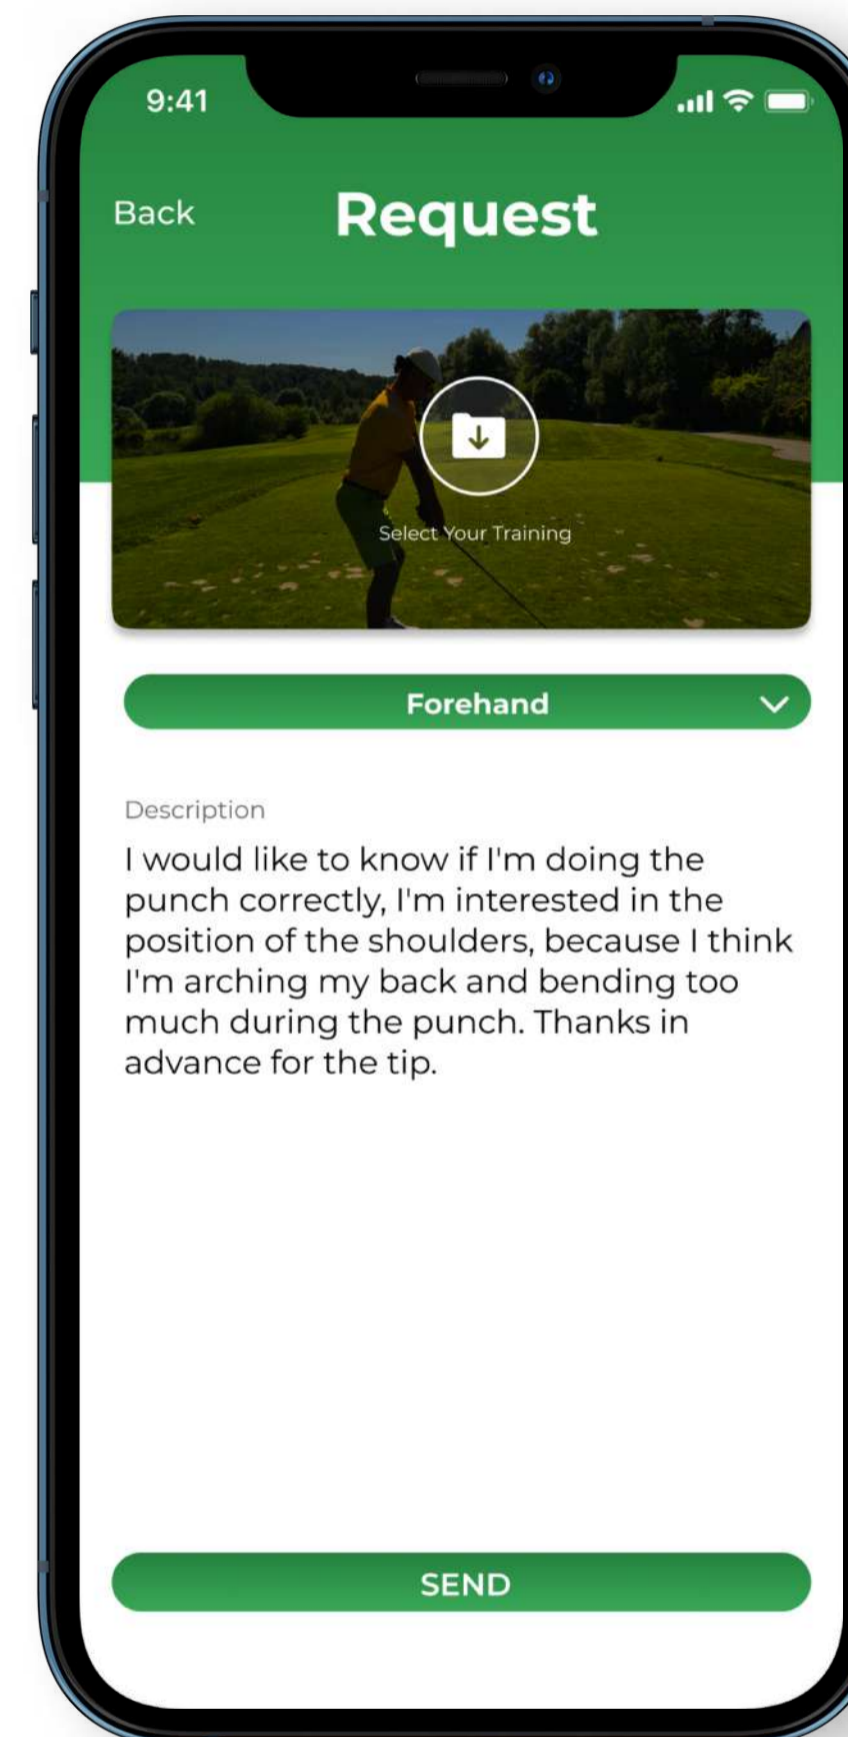 9:41
Back
Request
Select Your Training
Forehand
Description
I would like to know if I'm doing the
punch correctly, I'm interested in the
position of the shoulders, because I think
I'm arching my back and bending too
much during the punch. Thanks in
advance for the tip.
SEND